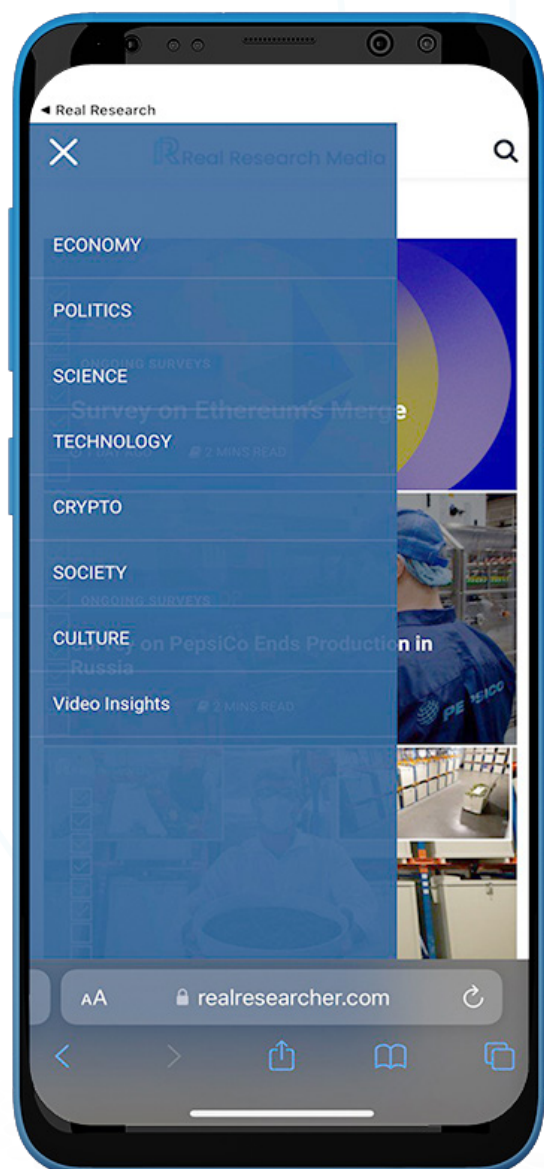 ◄ Real Research
Real Research Media
ECONOMY
POLITICS
ONGOING SURVEYS
SCIENCE
Survey on Ethereum's Merge
TECHNOLOGY
1 DAY AGO 2 MINS READ
CRYPTO
SOCIETY
ONGOING SURVEYS
CULTURE
Survey on PepsiCo Ends Production in
Russia
PEPSICO
Video Insights
2 MINS READ
AA realresearcher.com